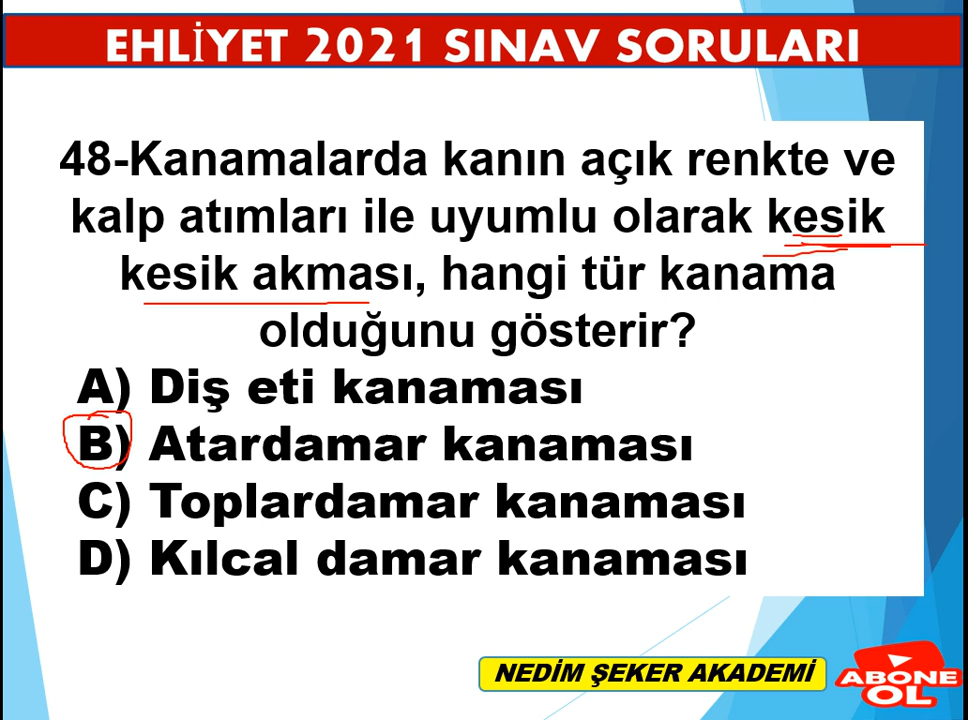 EHLİYET 2021 SINAV SORULARI
48-Kanamalarda kanın açık renkte ve
kalp atımları ile uyumlu olarak kesik
kesik akması, hangi tür kanama
olduğunu gösterir?
A) Diş eti kanaması
B) Atardamar kanaması
C) Toplardamar kanaması
D) Kılcal damar kanaması
NEDİM ŞEKER AKADEMİ
ABONE
OL